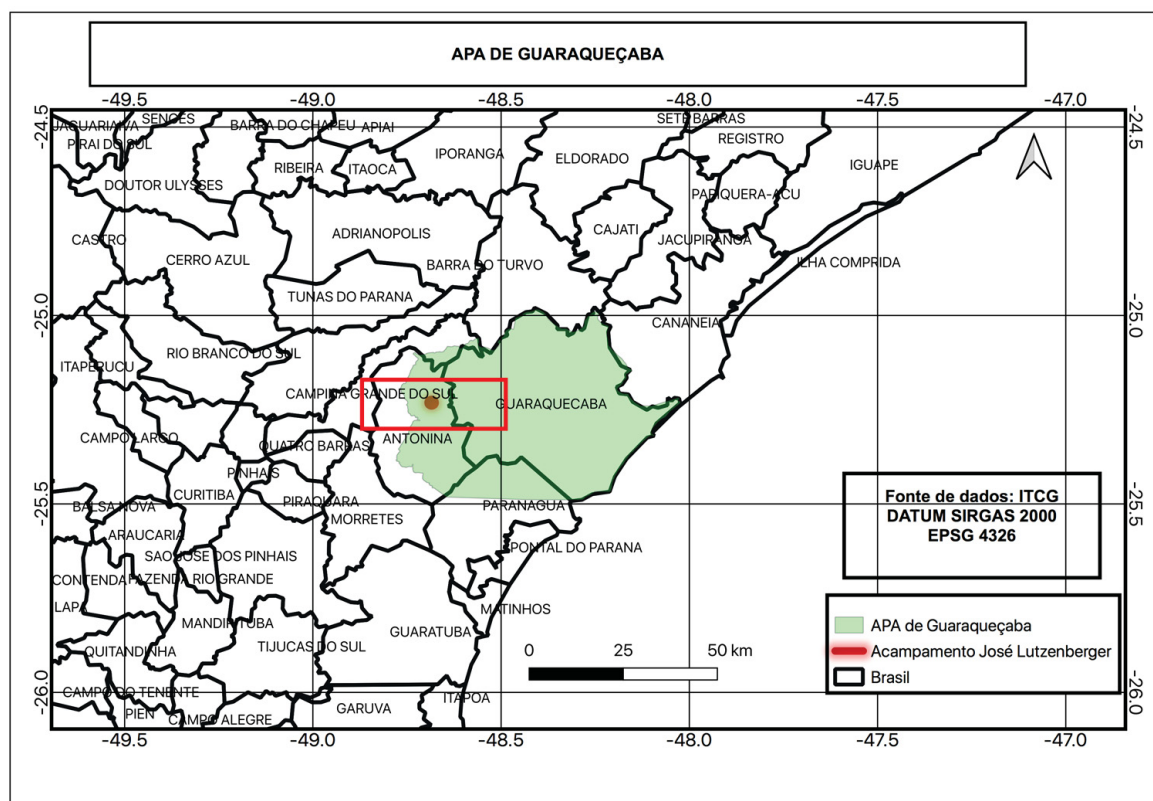 APA DE GUARAQUEÇABA
-49.5 -49.0 -48.5 -48.0 -47.5 -47.0
-24.5 -24.5
SENGES
JAGUARIAIVA
BARRA DO CHAPEU
APIAI
SETE BARRAS
PIRAI DO SUL
REGISTRO
IPORANGA
ELDORADO
IGUAPE
RIBEIRA
ITAOCA
DOUTOR ULYSSES
PARIQUERA-ACU
CAJATI
ADRIANOPOLIS
CASTRO
JACUPIRANGA
CERRO AZUL
BARRA DO TURVO
ILHA COMPRIDA
TUNAS DO PARANA
-25.0 -25.0
CANANEIA
RIO BRANCO DO SUL
ITAPERUCU
CAMPINA GRANDE DO SUL
GUARAQUECABA
CAMPO LARGO
ANTONINA
QUATRO BARRAS
PINHAIS
CURITIBA
PIRAQUARA
-25.5 -25.5
BALSA NOVA
PARANAGUA
MORRETES
ARAUCARIA
PONTAL DO PARANA
SAO JOSE DOS PINHAIS
CONTENDA
FAZENDA RIO GRANDE
LAPA
MATINHOS
MANDIRITUBA
GUARATUBA
TIJUCAS DO SUL
QUITANDINHA
CAMPO DO TENENTE
ITAPOA
GARUVA
PIEN
CAMPO ALEGRE
-26.0 -26.0
Fonte de dados: ITCG
DATUM SIRGAS 2000
EPSG 4326
0 25 50 km
APA de Guaraqueçaba
Acampamento José Lutzenberger
Brasil
-49.5 -49.0 -48.5 -48.0 -47.5 -47.0